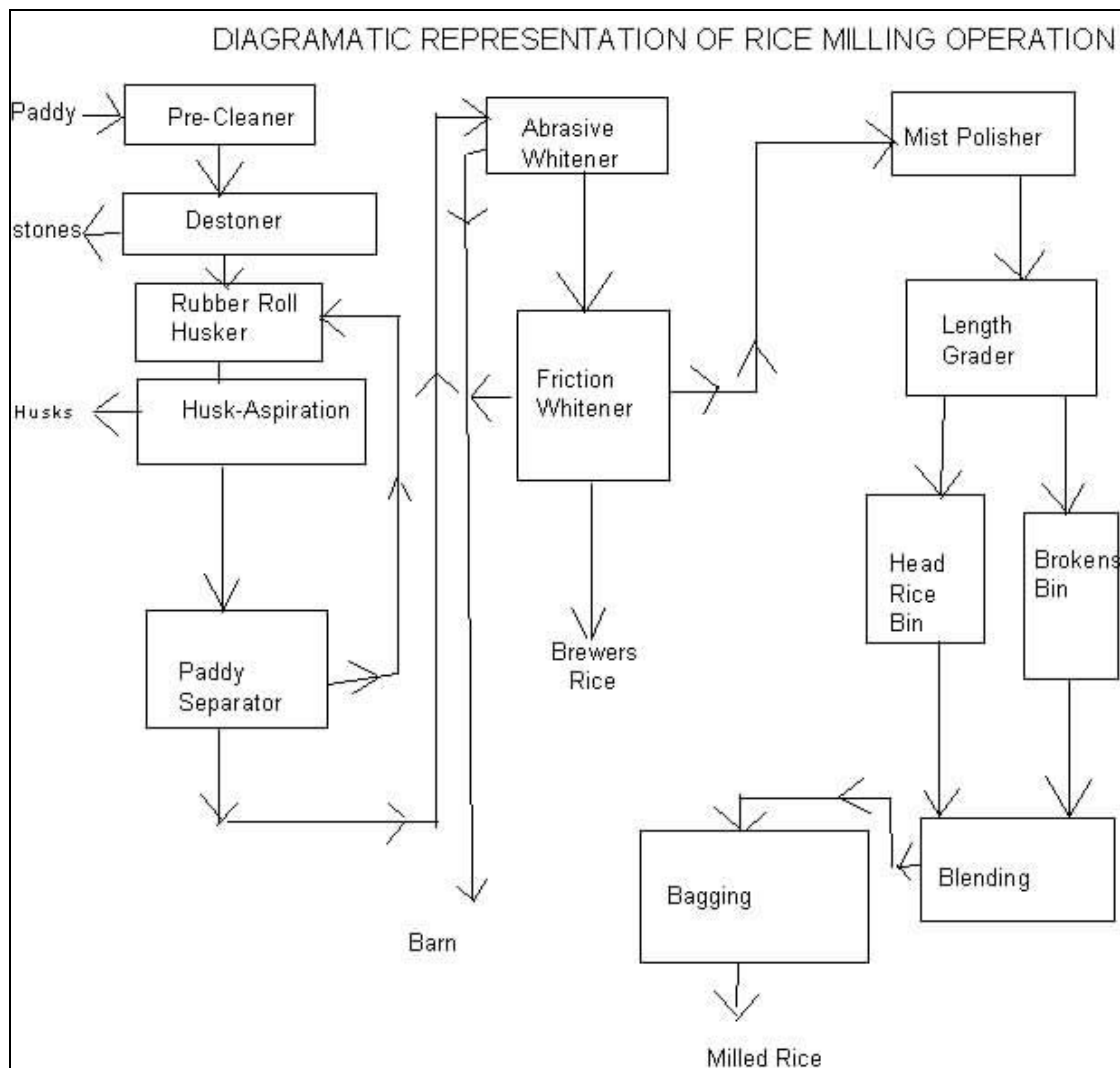 DIAGRAMATIC REPRESENTATION OF RICE MILLING OPERATION
Paddy
Pre-Cleaner
stones
Destoner
Rubber Roll
Husker
Husks
Husk-Aspiration
Paddy
Separator
Abrasive
Whitener
Friction
Whitener
Brewers
Rice
Barn
Mist Polisher
Length
Grader
Head
Rice
Bin
Brokens
Bin
Blending
Bagging
Milled Rice